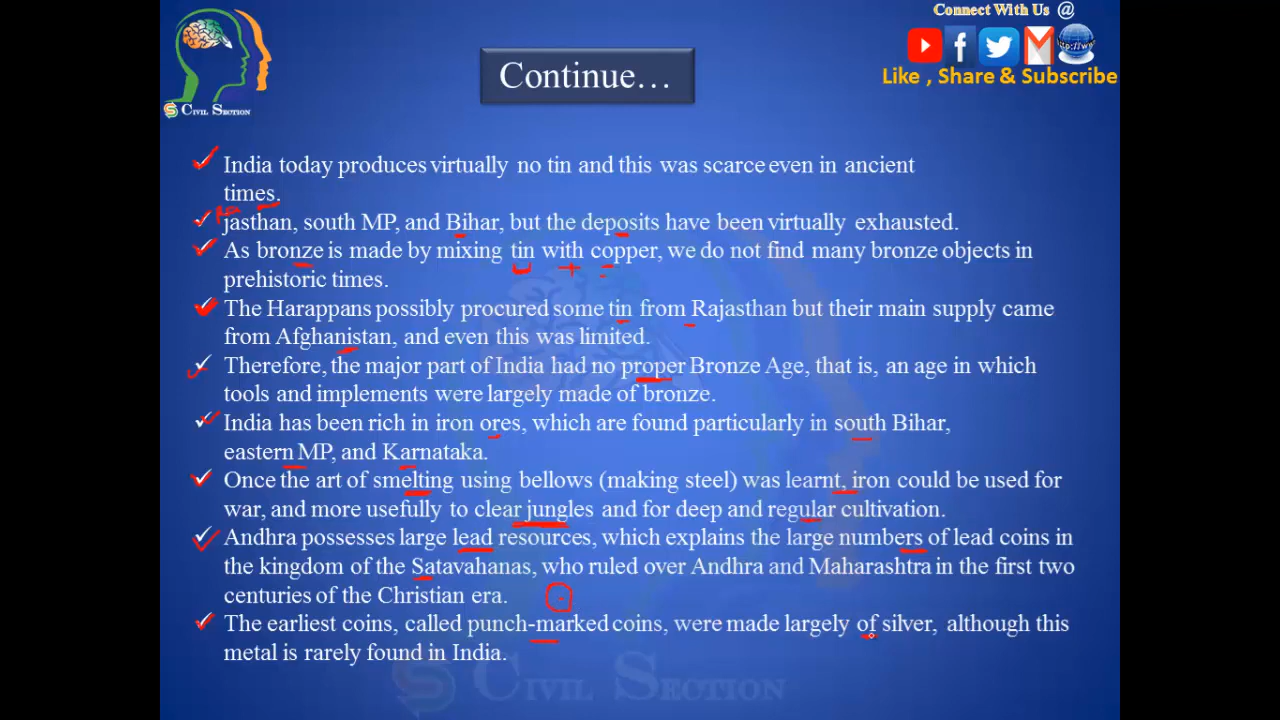 Connect With Us @
http://we
Like , Share & Subscribe
CIVIL SECTION
Continue…
India today produces virtually no tin and this was scarce even in ancient
times.
jasthan, south MP, and Bihar, but the deposits have been virtually exhausted.
As bronze is made by mixing tin with copper, we do not find many bronze objects in
prehistoric times.
The Harappans possibly procured some tin from Rajasthan but their main supply came
from Afghanistan, and even this was limited.
Therefore, the major part of India had no proper Bronze Age, that is, an age in which
tools and implements were largely made of bronze.
India has been rich in iron ores, which are found particularly in south Bihar,
eastern MP, and Karnataka.
Once the art of smelting using bellows (making steel) was learnt, iron could be used for
war, and more usefully to clear jungles and for deep and regular cultivation.
Andhra possesses large lead resources, which explains the large numbers of lead coins in
the kingdom of the Satavahanas, who ruled over Andhra and Maharashtra in the first two
centuries of the Christian era.
The earliest coins, called punch-marked coins, were made largely of silver, although this
metal is rarely found in India.
CIVIL SECTION